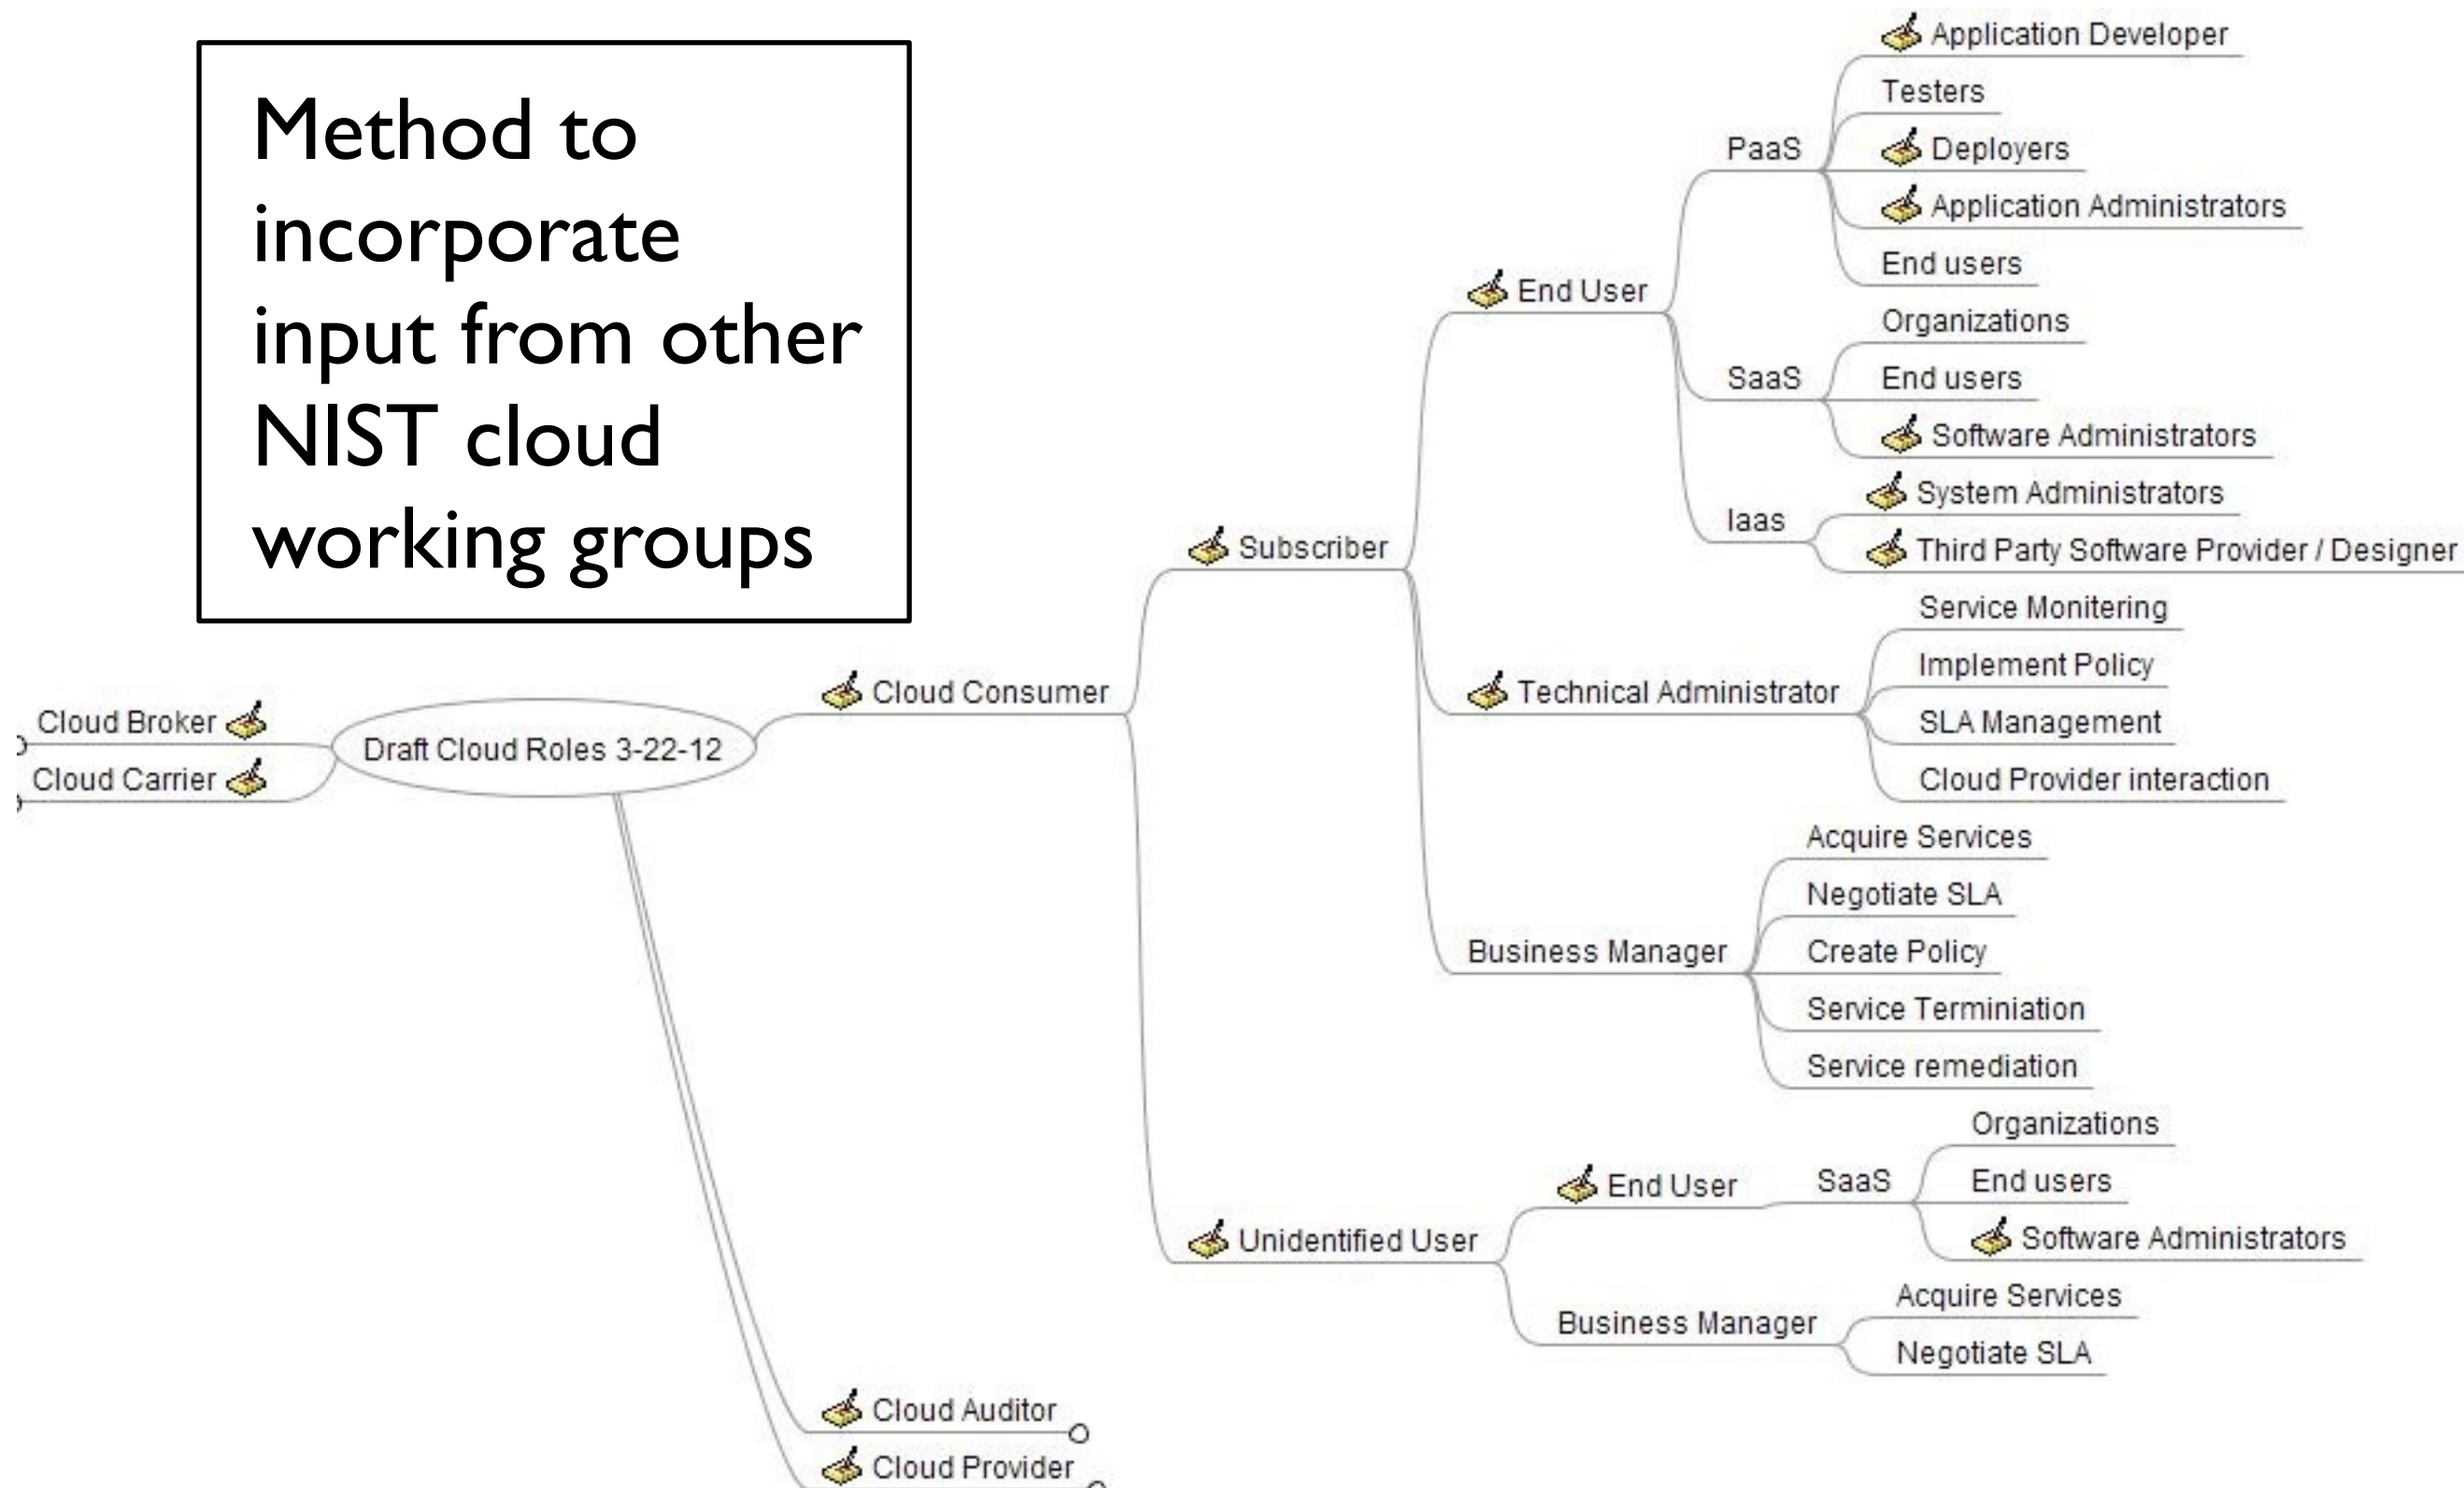 Method to
incorporate
input from other
NIST cloud
working groups
Cloud Broker
Cloud Carrier
Draft Cloud Roles 3-22-12
Cloud Consumer
Subscriber
End User
PaaS
Application Developer
Testers
Deployers
Application Administrators
End users
SaaS
Organizations
End users
Software Administrators
Iaas
System Administrators
Third Party Software Provider / Designer
Technical Administrator
Service Monitering
Implement Policy
SLA Management
Cloud Provider interaction
Business Manager
Acquire Services
Negotiate SLA
Create Policy
Service Terminiation
Service remediation
Unidentified User
End User
SaaS
Organizations
End users
Software Administrators
Business Manager
Acquire Services
Negotiate SLA
Cloud Auditor
Cloud Provider